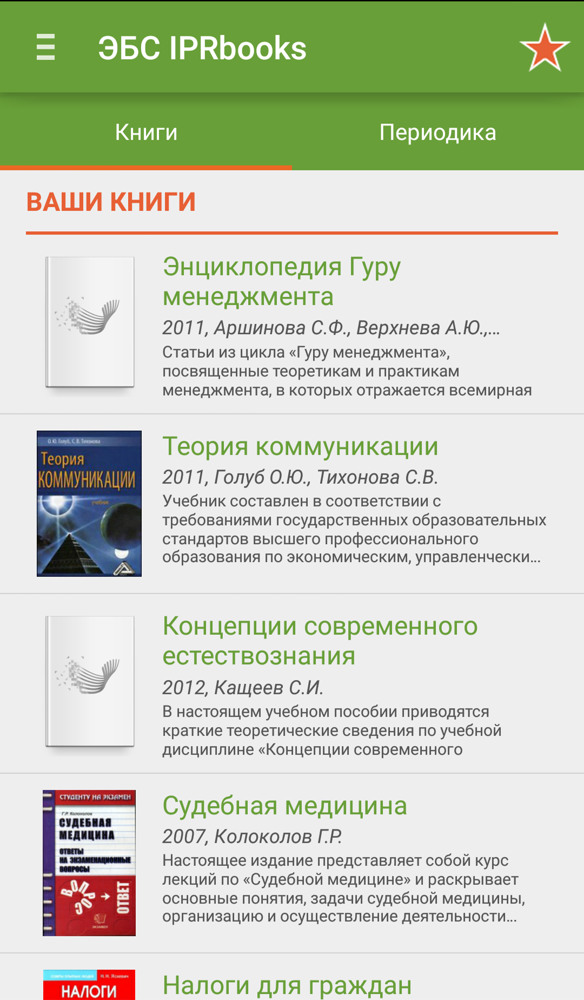 ЭБС IPRbooks
Книги
Периодика
ВАШИ КНИГИ
Энциклопедия Гуру
менеджмента
2011, Аршинова С.Ф., Верхнева А.Ю.,...
Статьи из цикла «Гуру менеджмента»,
посвященные теоретикам и практикам
менеджмента, в которых отражается всемирная
О.Ю. Голуб, С.В. Тихонова
Теория
КОММУНИКАЦИИ
учебник
Теория коммуникации
2011, Голуб О.Ю., Тихонова С.В.
Учебник составлен в соответствии с
требованиями государственных образовательных
стандартов высшего профессионального
образования по экономическим, управленчески...
Концепции современного
естествознания
2012, Кащеев С.И.
В настоящем учебном пособии приводятся
краткие теоретические сведения по учебной
дисциплине «Концепции современного
СТУДЕНТУ НА ЭКЗАМЕН
Г.Р. Колоколов
СУДЕБНАЯ
МЕДИЦИНА
ОТВЕТЫ
НА ЭКЗАМЕНАЦИОННЫЕ
ВОПРОСЫ
ВОПРОС
ОТВЕТ
ЭКЗАМЕН
Судебная медицина
2007, Колоколов Г.Р.
Настоящее издание представляет собой курс
лекций по «Судебной медицине» и раскрывает
основные понятия, задачи судебной медицины,
организацию и осуществление деятельности...
СОВЕТЫ ОПЫТНЫХ ЛЮДЕЙ
Н. Н. Ясневич
НАЛОГИ
Налоги для граждан